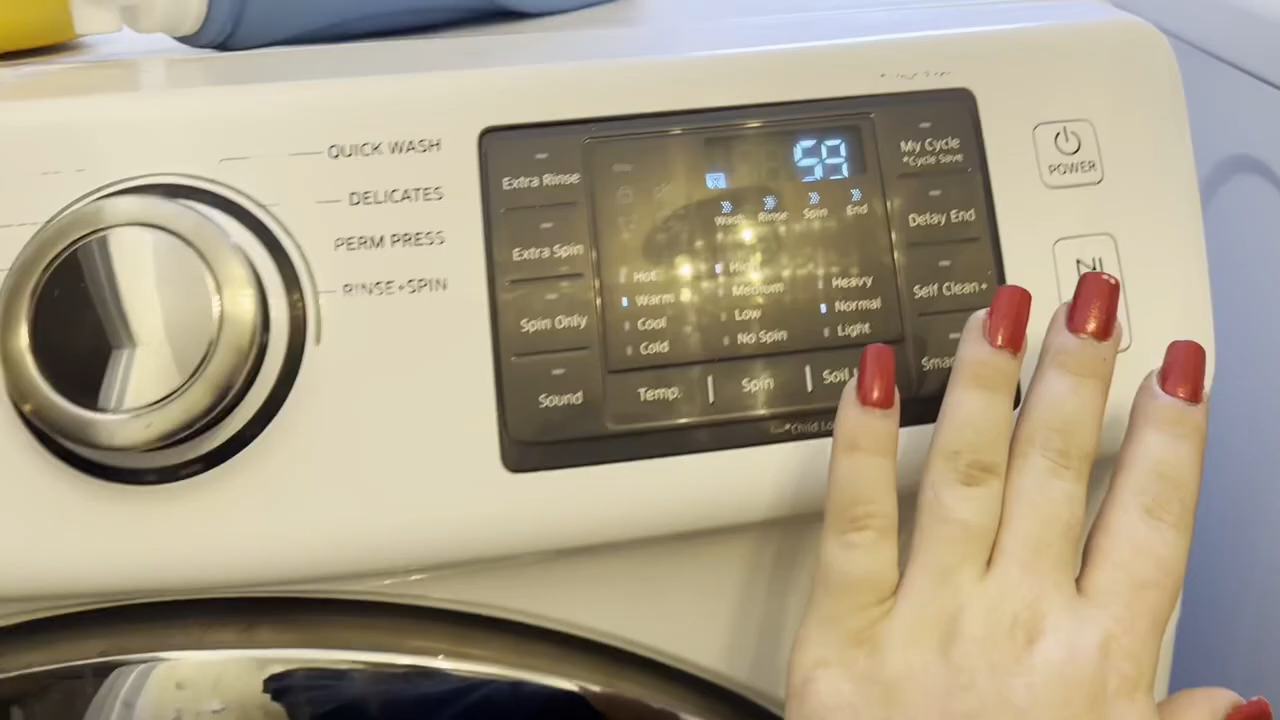 QUICK WASH
DELICATES
PERM PRESS
RINSE+SPIN
Extra Rinse
Extra Spin
Spin Only
Sound
59
Wash Rinse Spin End
Hot
Warm
Cool
Cold
High
Medium
Low
No Spin
Heavy
Normal
Light
Temp.
Spin
Soil
*Child
My Cycle
*Cycle Save
Delay End
Self Clean+
POWER